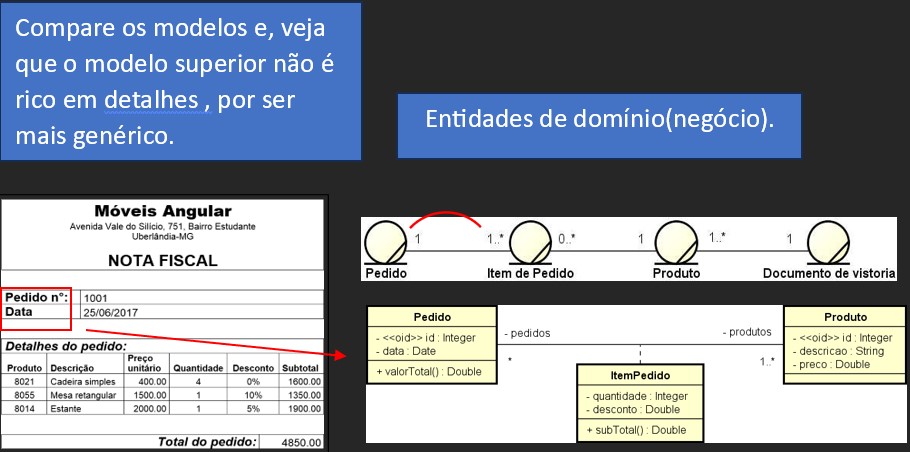 Compare os modelos e, veja
que o modelo superior não é
rico em detalhes , por ser
mais genérico.
Entidades de domínio(negócio).
Móveis Angular
Avenida Vale do Silício, 751, Bairro Estudante
Uberlândia-MG
NOTA FISCAL
Pedido n°: 1001
Data 25/06/2017
Detalhes do pedido:
Produto Descrição Preço unitário Quantidade Desconto Subtotal
8021 Cadeira simples 400.00 4 0% 1600.00
8055 Mesa retangular 1500.00 1 10% 1350.00
8014 Estante 2000.00 1 5% 1900.00
Total do pedido: 4850.00
1 1..* 0..* 1 1..* 1
Pedido Item de Pedido Produto Documento de vistoria
Pedido
- <<oid>> id : Integer
- data : Date
+ valorTotal() : Double
- pedidos
*
- produtos
1..*
ItemPedido
- quantidade : Integer
- desconto : Double
+ subTotal() : Double
Produto
- <<oid>> id : Integer
- descricao : String
- preco : Double